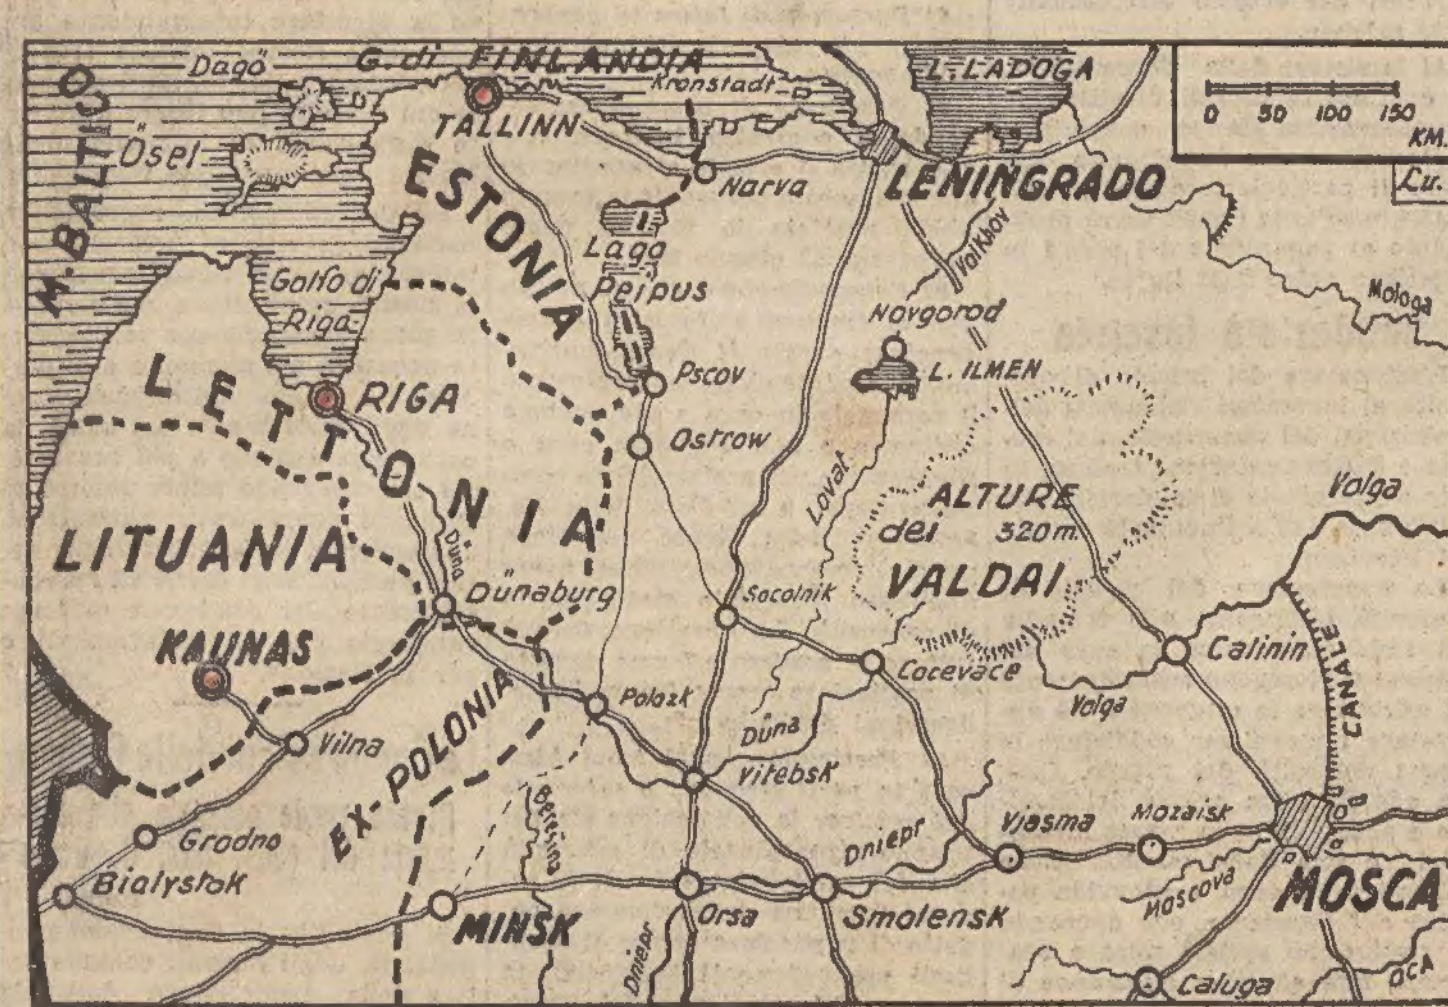 Dagö
G. di FINLANDIA
Kronstadt
L. LADOGA
0 50 100 150
KM.
M. BALTICO
Ösel
TALLINN
ESTONIA
Narva
LENINGRADO
Lu.
Lago
Peipus
Volkhov
Golfo di
Riga
Mologa
Novgorod
L. ILMEN
Pscov
LETTONIA
RIGA
Ostrow
Lovat
ALTURE
dei 320 m.
VALDAI
Volga
LITUANIA
Düna
Dünaburg
Socolnik
KAUNAS
Cocevace
Calinin
CANALE
Volga
Polozk
Vilna
Düna
EX-POLONIA
Vitebsk
Beresina
Grodno
Dniepr
Vjasma
Mozaisk
Bialystok
MINSK
Orsa
Smolensk
Moscova
MOSCA
Dniepr
Caluga
OCA